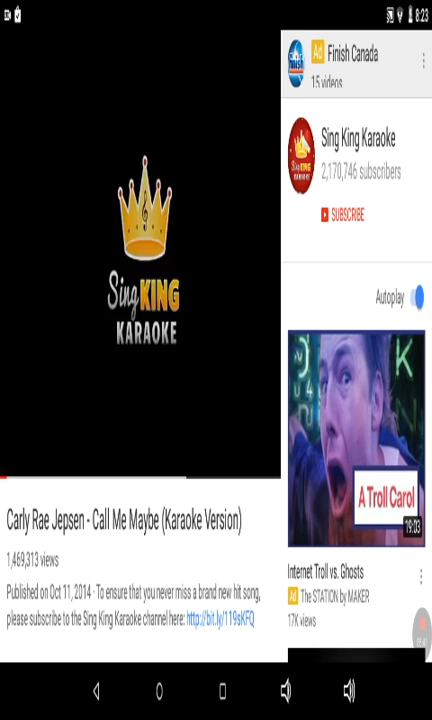 8:23
Ad Finish Canada
15 videos
Sing King Karaoke
2,170,746 subscribers
SUBSCRIBE
Autoplay
Sing KING
KARAOKE
A Troll Carol
19:03
Carly Rae Jepsen - Call Me Maybe (Karaoke Version)
1,469,313 views
Published on Oct 11, 2014 · To ensure that you never miss a brand new hit song,
please subscribe to the Sing King Karaoke channel here: http://bit.ly/119sKFQ
Internet Troll vs. Ghosts
Ad The STATION by MAKER
17K views